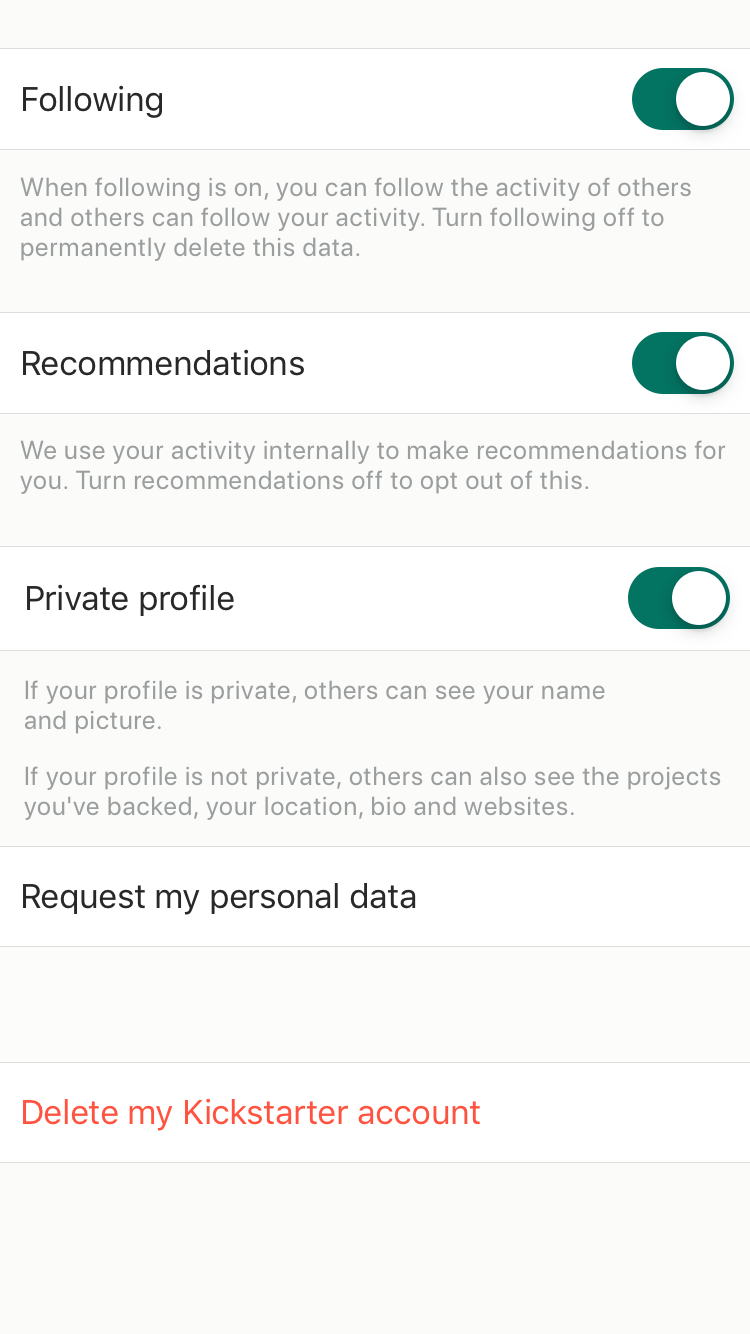 Following
When following is on, you can follow the activity of others
and others can follow your activity. Turn following off to
permanently delete this data.
Recommendations
We use your activity internally to make recommendations for
you. Turn recommendations off to opt out of this.
Private profile
If your profile is private, others can see your name
and picture.
If your profile is not private, others can also see the projects
you've backed, your location, bio and websites.
Request my personal data
Delete my Kickstarter account